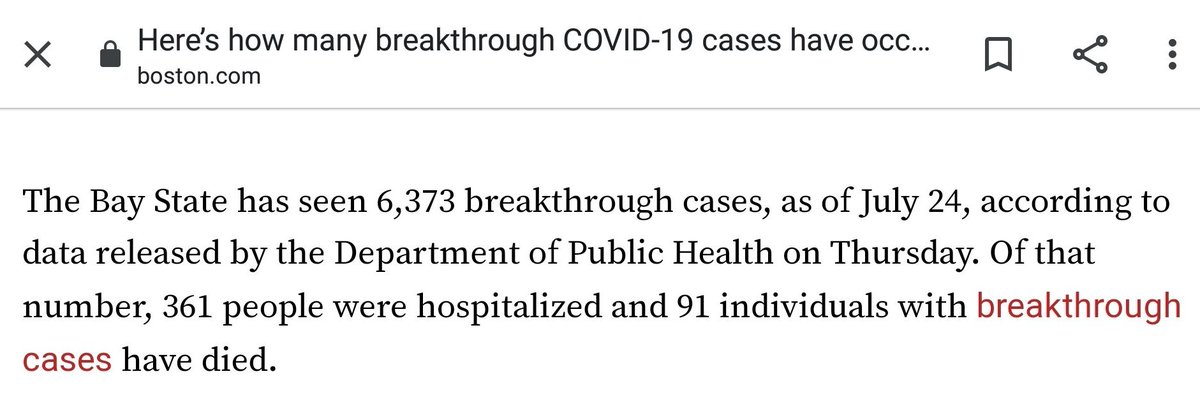 Here’s how many breakthrough COVID-19 cases have occ...
boston.com
The Bay State has seen 6,373 breakthrough cases, as of July 24, according to
data released by the Department of Public Health on Thursday. Of that
number, 361 people were hospitalized and 91 individuals with breakthrough
cases have died.